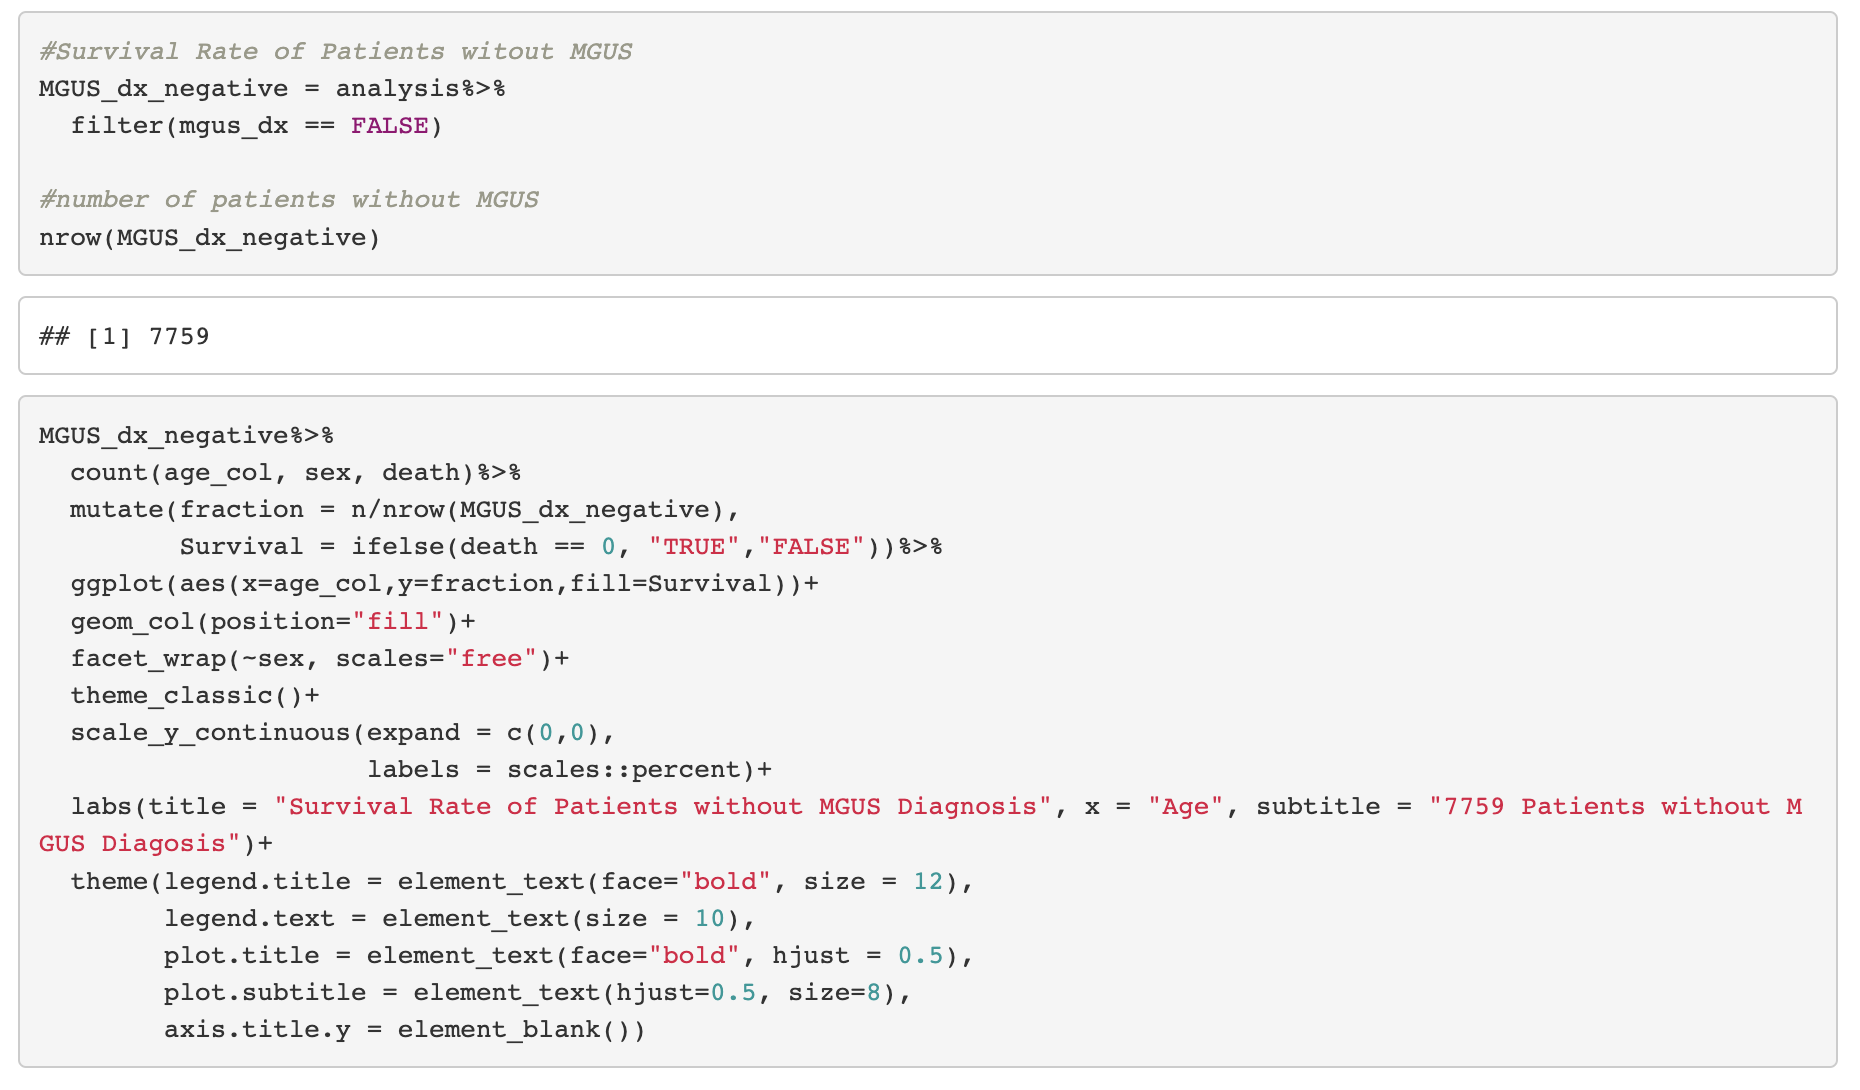 #Survival Rate of Patients witout MGUS
MGUS_dx_negative = analysis%>%
  filter(mgus_dx == FALSE)

#number of patients without MGUS
nrow(MGUS_dx_negative)
## [1] 7759
MGUS_dx_negative%>%
  count(age_col, sex, death)%>%
  mutate(fraction = n/nrow(MGUS_dx_negative),
         Survival = ifelse(death == 0, "TRUE","FALSE"))%>%
  ggplot(aes(x=age_col,y=fraction,fill=Survival))+
  geom_col(position="fill")+
  facet_wrap(~sex, scales="free")+
  theme_classic()+
  scale_y_continuous(expand = c(0,0),
                     labels = scales::percent)+
  labs(title = "Survival Rate of Patients without MGUS Diagnosis", x = "Age", subtitle = "7759 Patients without M
GUS Diagosis")+
  theme(legend.title = element_text(face="bold", size = 12),
        legend.text = element_text(size = 10),
        plot.title = element_text(face="bold", hjust = 0.5),
        plot.subtitle = element_text(hjust=0.5, size=8),
        axis.title.y = element_blank())